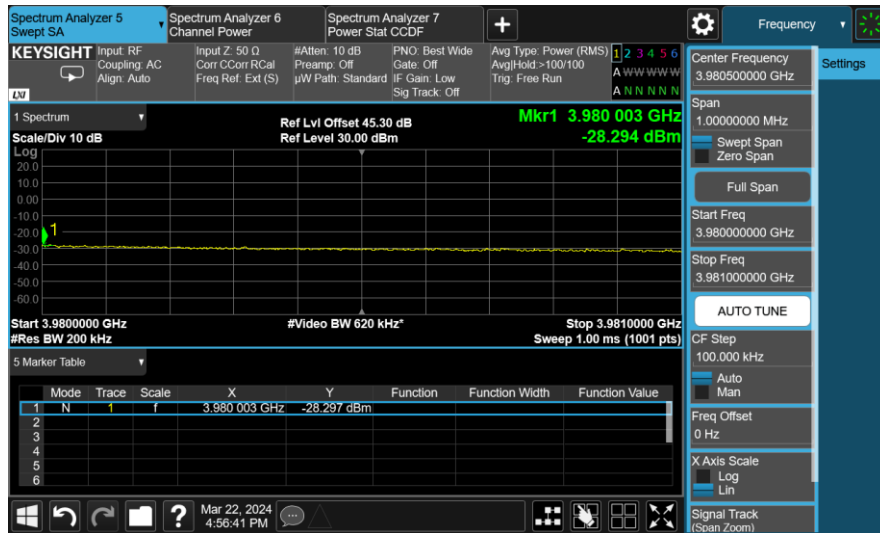 Spectrum Analyzer 5
Swept SA
Spectrum Analyzer 6
Channel Power
Spectrum Analyzer 7
Power Stat CCDF
Frequency
KEYSIGHT
LXI
Input: RF
Coupling: AC
Align: Auto
Input Z: 50 Ω
Corr CCorr RCal
Freq Ref: Ext (S)
#Atten: 10 dB
Preamp: Off
µW Path: Standard
PNO: Best Wide
Gate: Off
IF Gain: Low
Sig Track: Off
Avg Type: Power (RMS)
Avg|Hold:>100/100
Trig: Free Run
1 2 3 4 5 6
A W W W W W
A N N N N N
1 Spectrum
Scale/Div 10 dB
Ref Lvl Offset 45.30 dB
Ref Level 30.00 dBm
Mkr1 3.980 003 GHz
-28.294 dBm
Log
20.0
10.0
0.00
-10.0
-20.0
-30.0
-40.0
-50.0
-60.0
1
Start 3.9800000 GHz
#Res BW 200 kHz
#Video BW 620 kHz*
Stop 3.9810000 GHz
Sweep 1.00 ms (1001 pts)
5 Marker Table
Mode Trace Scale X Y Function Function Width Function Value
1 N 1 f 3.980 003 GHz -28.297 dBm
2
3
4
5
6
?
Mar 22, 2024
4:56:41 PM
Center Frequency
3.980500000 GHz
Span
1.00000000 MHz
Swept Span
Zero Span
Full Span
Start Freq
3.980000000 GHz
Stop Freq
3.981000000 GHz
AUTO TUNE
CF Step
100.000 kHz
Auto
Man
Freq Offset
0 Hz
X Axis Scale
Log
Lin
Signal Track
(Span Zoom)
Settings